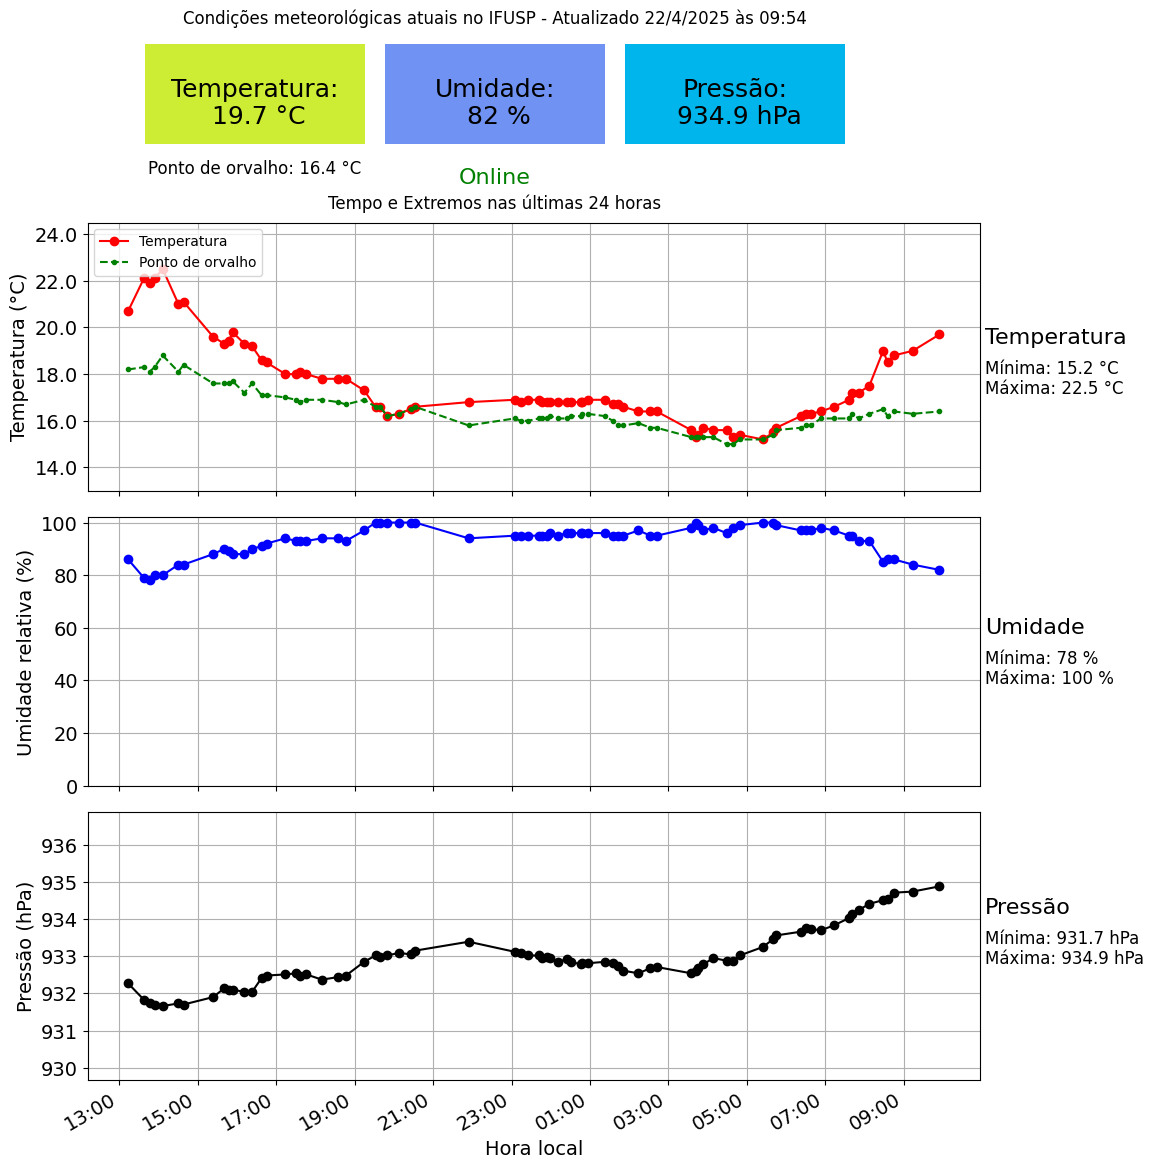 Condições meteorológicas atuais no IFUSP - Atualizado 22/4/2025 às 09:54
Temperatura:
19.7 °C
Umidade:
82 %
Pressão:
934.9 hPa
Ponto de orvalho: 16.4 °C
Online
Tempo e Extremos nas últimas 24 horas
Temperatura (°C)
24.0
22.0
20.0
18.0
16.0
14.0
Temperatura
Ponto de orvalho
Temperatura
Mínima: 15.2 °C
Máxima: 22.5 °C
Umidade relativa (%)
100
80
60
40
20
0
Umidade
Mínima: 78 %
Máxima: 100 %
Pressão (hPa)
936
935
934
933
932
931
930
Pressão
Mínima: 931.7 hPa
Máxima: 934.9 hPa
13:00
15:00
17:00
19:00
21:00
23:00
01:00
03:00
05:00
07:00
09:00
Hora local